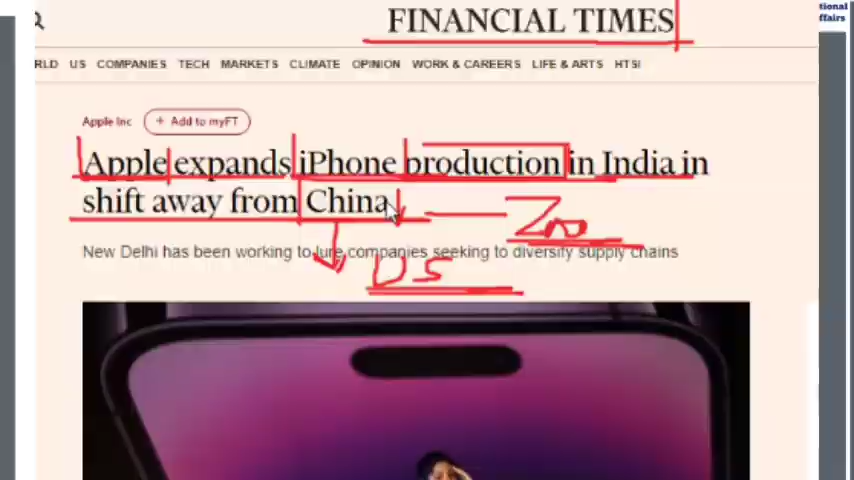 tional
ffairs
FINANCIAL TIMES
RLD US COMPANIES TECH MARKETS CLIMATE OPINION WORK & CAREERS LIFE & ARTS HTSI
Apple Inc + Add to myFT
Apple expands iPhone production in India in
shift away from China
New Delhi has been working to lure companies seeking to diversify supply chains